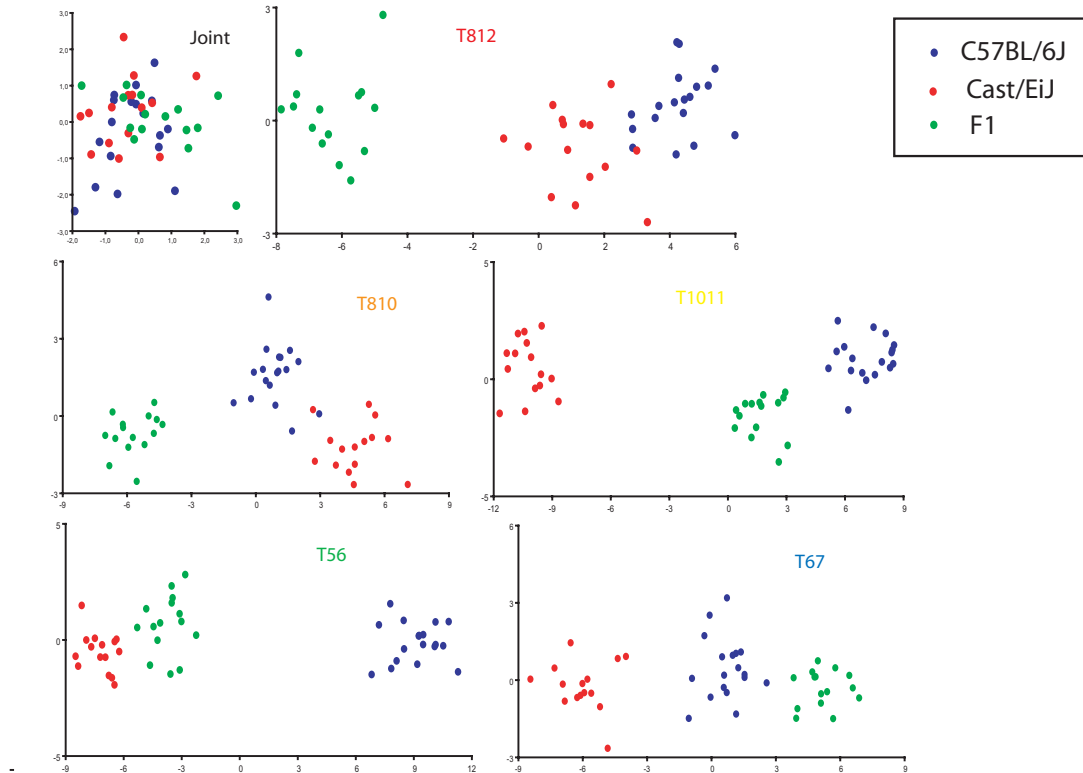 Joint
3,0
2,0
1,0
0,0
-1,0
-2,0
-3,0
-2,0 -1,0 0,0 1,0 2,0 3,0
T812
3
0
-3
-8 -6 -4 -2 0 2 4 6
C57BL/6J
Cast/EiJ
F1
T810
6
3
0
-3
-9 -6 -3 0 3 6 9
T1011
5
0
-5
-12 -9 -6 -3 0 3 6 9
T56
5
0
-5
-9 -6 -3 0 3 6 9 12
T67
6
3
0
-3
-9 -6 -3 0 3 6 9
-